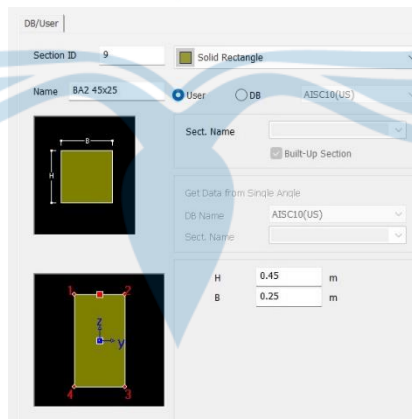 DB/User
Section ID 9 Solid Rectangle
Name BA2 45x25 User DB AISC10(US)
Sect. Name
Built-Up Section
Get Data from Single Angle
DB Name AISC10(US)
Sect. Name
B
H
H 0.45 m
B 0.25 m
1 2
z
y
4 3